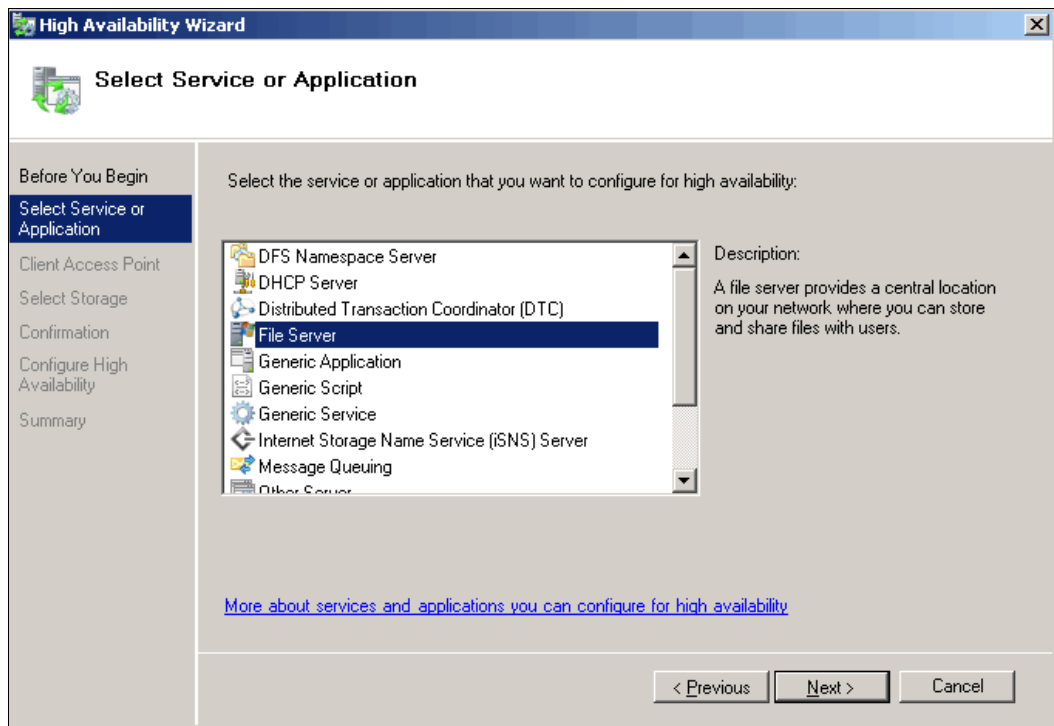 High Availability Wizard
Select Service or Application
Before You Begin
Select Service or
Application
Client Access Point
Select Storage
Confirmation
Configure High
Availability
Summary
Select the service or application that you want to configure for high availability:
DFS Namespace Server
DHCP Server
Distributed Transaction Coordinator (DTC)
File Server
Generic Application
Generic Script
Generic Service
Internet Storage Name Service (iSNS) Server
Message Queuing
Other Server
Description:
A file server provides a central location
on your network where you can store
and share files with users.
More about services and applications you can configure for high availability
< Previous
Next >
Cancel